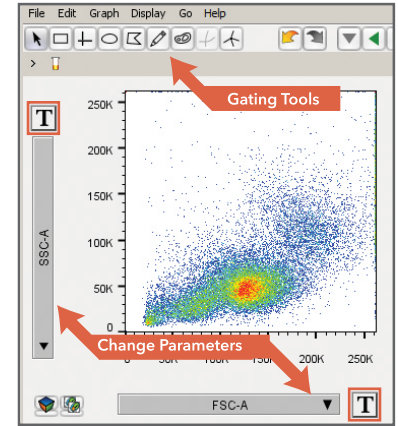 File Edit Graph Display Go Help
>
Gating Tools
T
250K
200K
150K
100K
50K
0
SSC-A
Change Parameters
200K 250K
FSC-A
T